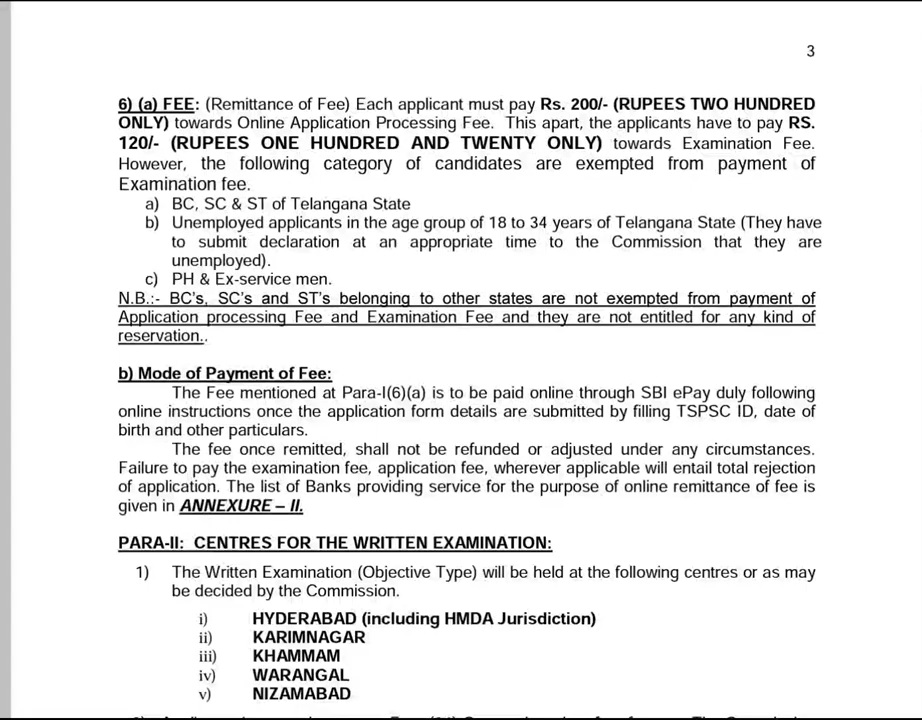 3
6) (a) FEE: (Remittance of Fee) Each applicant must pay Rs. 200/- (RUPEES TWO HUNDRED
ONLY) towards Online Application Processing Fee. This apart, the applicants have to pay RS.
120/- (RUPEES ONE HUNDRED AND TWENTY ONLY) towards Examination Fee.
However, the following category of candidates are exempted from payment of
Examination fee.
a) BC, SC & ST of Telangana State
b) Unemployed applicants in the age group of 18 to 34 years of Telangana State (They have
to submit declaration at an appropriate time to the Commission that they are
unemployed).
c) PH & Ex-service men.
N.B.:- BC's, SC's and ST's belonging to other states are not exempted from payment of
Application processing Fee and Examination Fee and they are not entitled for any kind of
reservation..
b) Mode of Payment of Fee:
The Fee mentioned at Para-I(6)(a) is to be paid online through SBI ePay duly following
online instructions once the application form details are submitted by filling TSPSC ID, date of
birth and other particulars.
The fee once remitted, shall not be refunded or adjusted under any circumstances.
Failure to pay the examination fee, application fee, wherever applicable will entail total rejection
of application. The list of Banks providing service for the purpose of online remittance of fee is
given in ANNEXURE – II.
PARA-II: CENTRES FOR THE WRITTEN EXAMINATION:
1) The Written Examination (Objective Type) will be held at the following centres or as may
be decided by the Commission.
i) HYDERABAD (including HMDA Jurisdiction)
ii) KARIMNAGAR
iii) KHAMMAM
iv) WARANGAL
v) NIZAMABAD